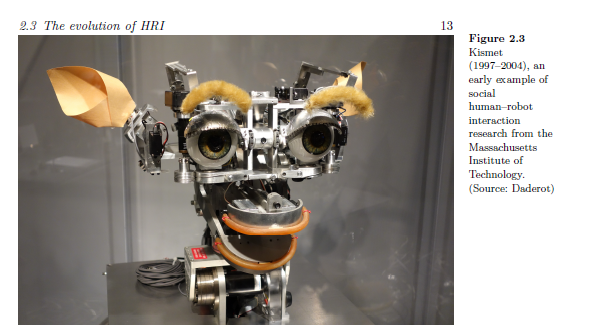 2.3 The evolution of HRI 13
Figure 2.3
Kismet
(1997–2004), an
early example of
social
human–robot
interaction
research from the
Massachusetts
Institute of
Technology.
(Source: Daderot)